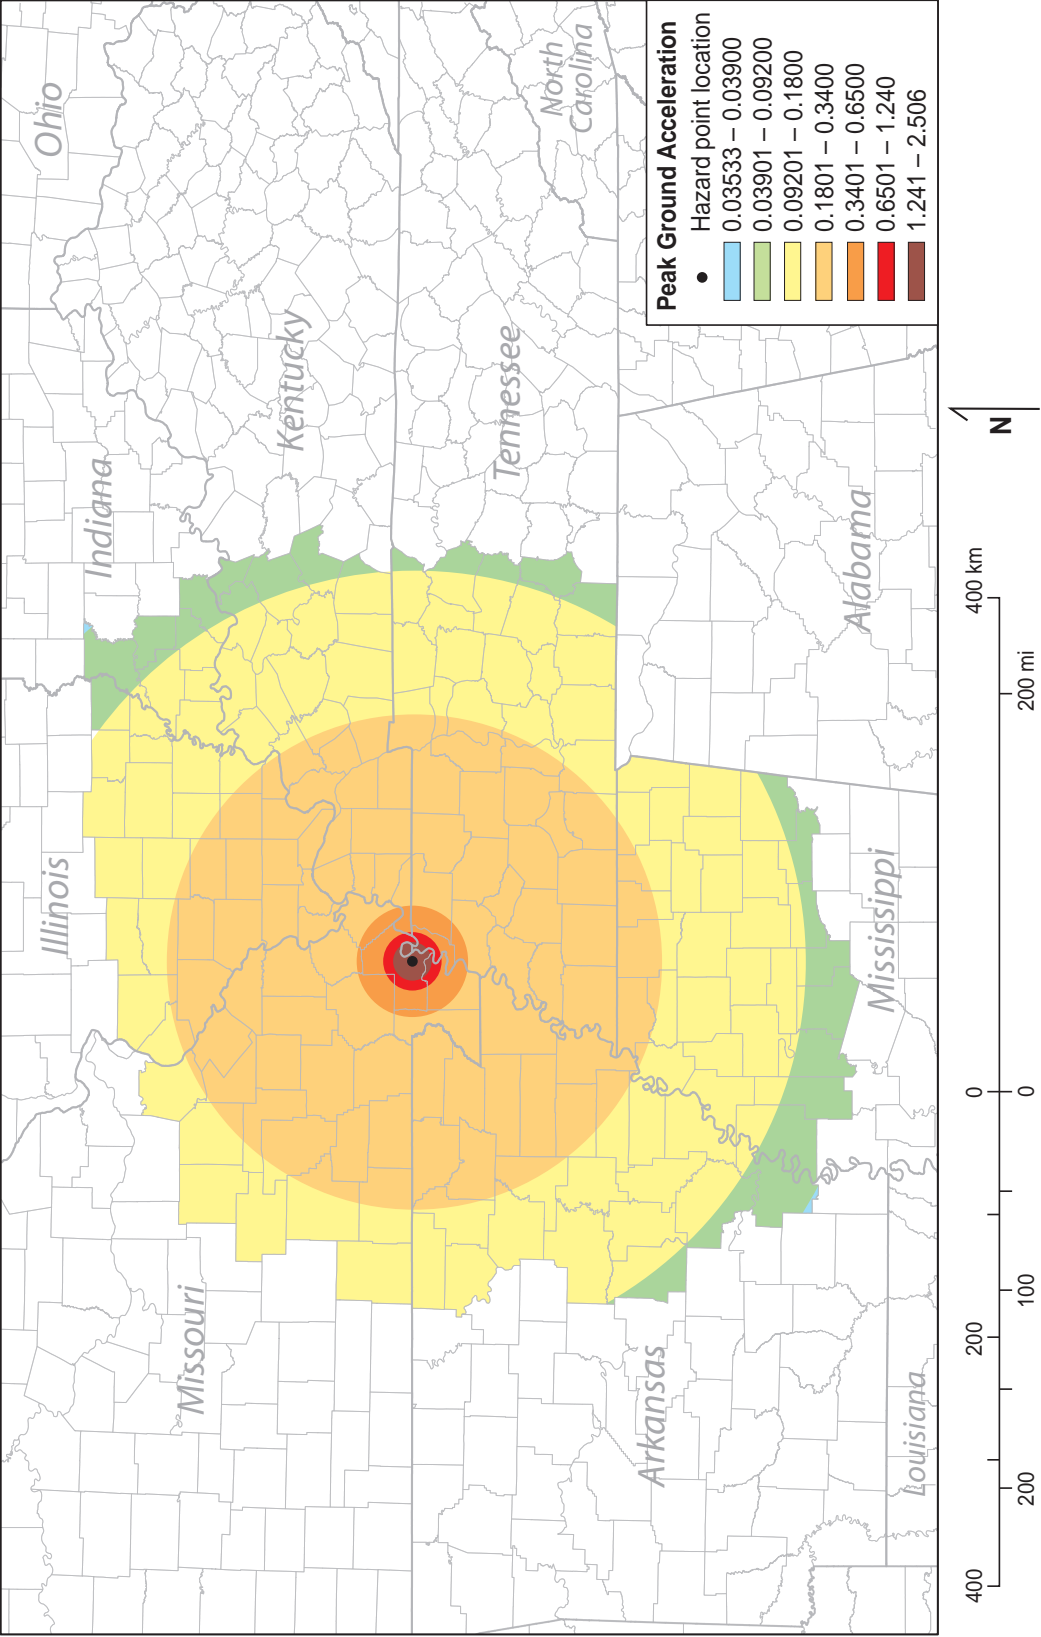 Ohio
Indiana
Illinois
Kentucky
Missouri
North
Carolina
Tennessee
Arkansas
Alabama
Mississippi
Louisiana
Peak Ground Acceleration
Hazard point location
0.03533 – 0.03900
0.03901 – 0.09200
0.09201 – 0.1800
0.1801 – 0.3400
0.3401 – 0.6500
0.6501 – 1.240
1.241 – 2.506
N
400 200 0 400 km
200 100 0 200 mi